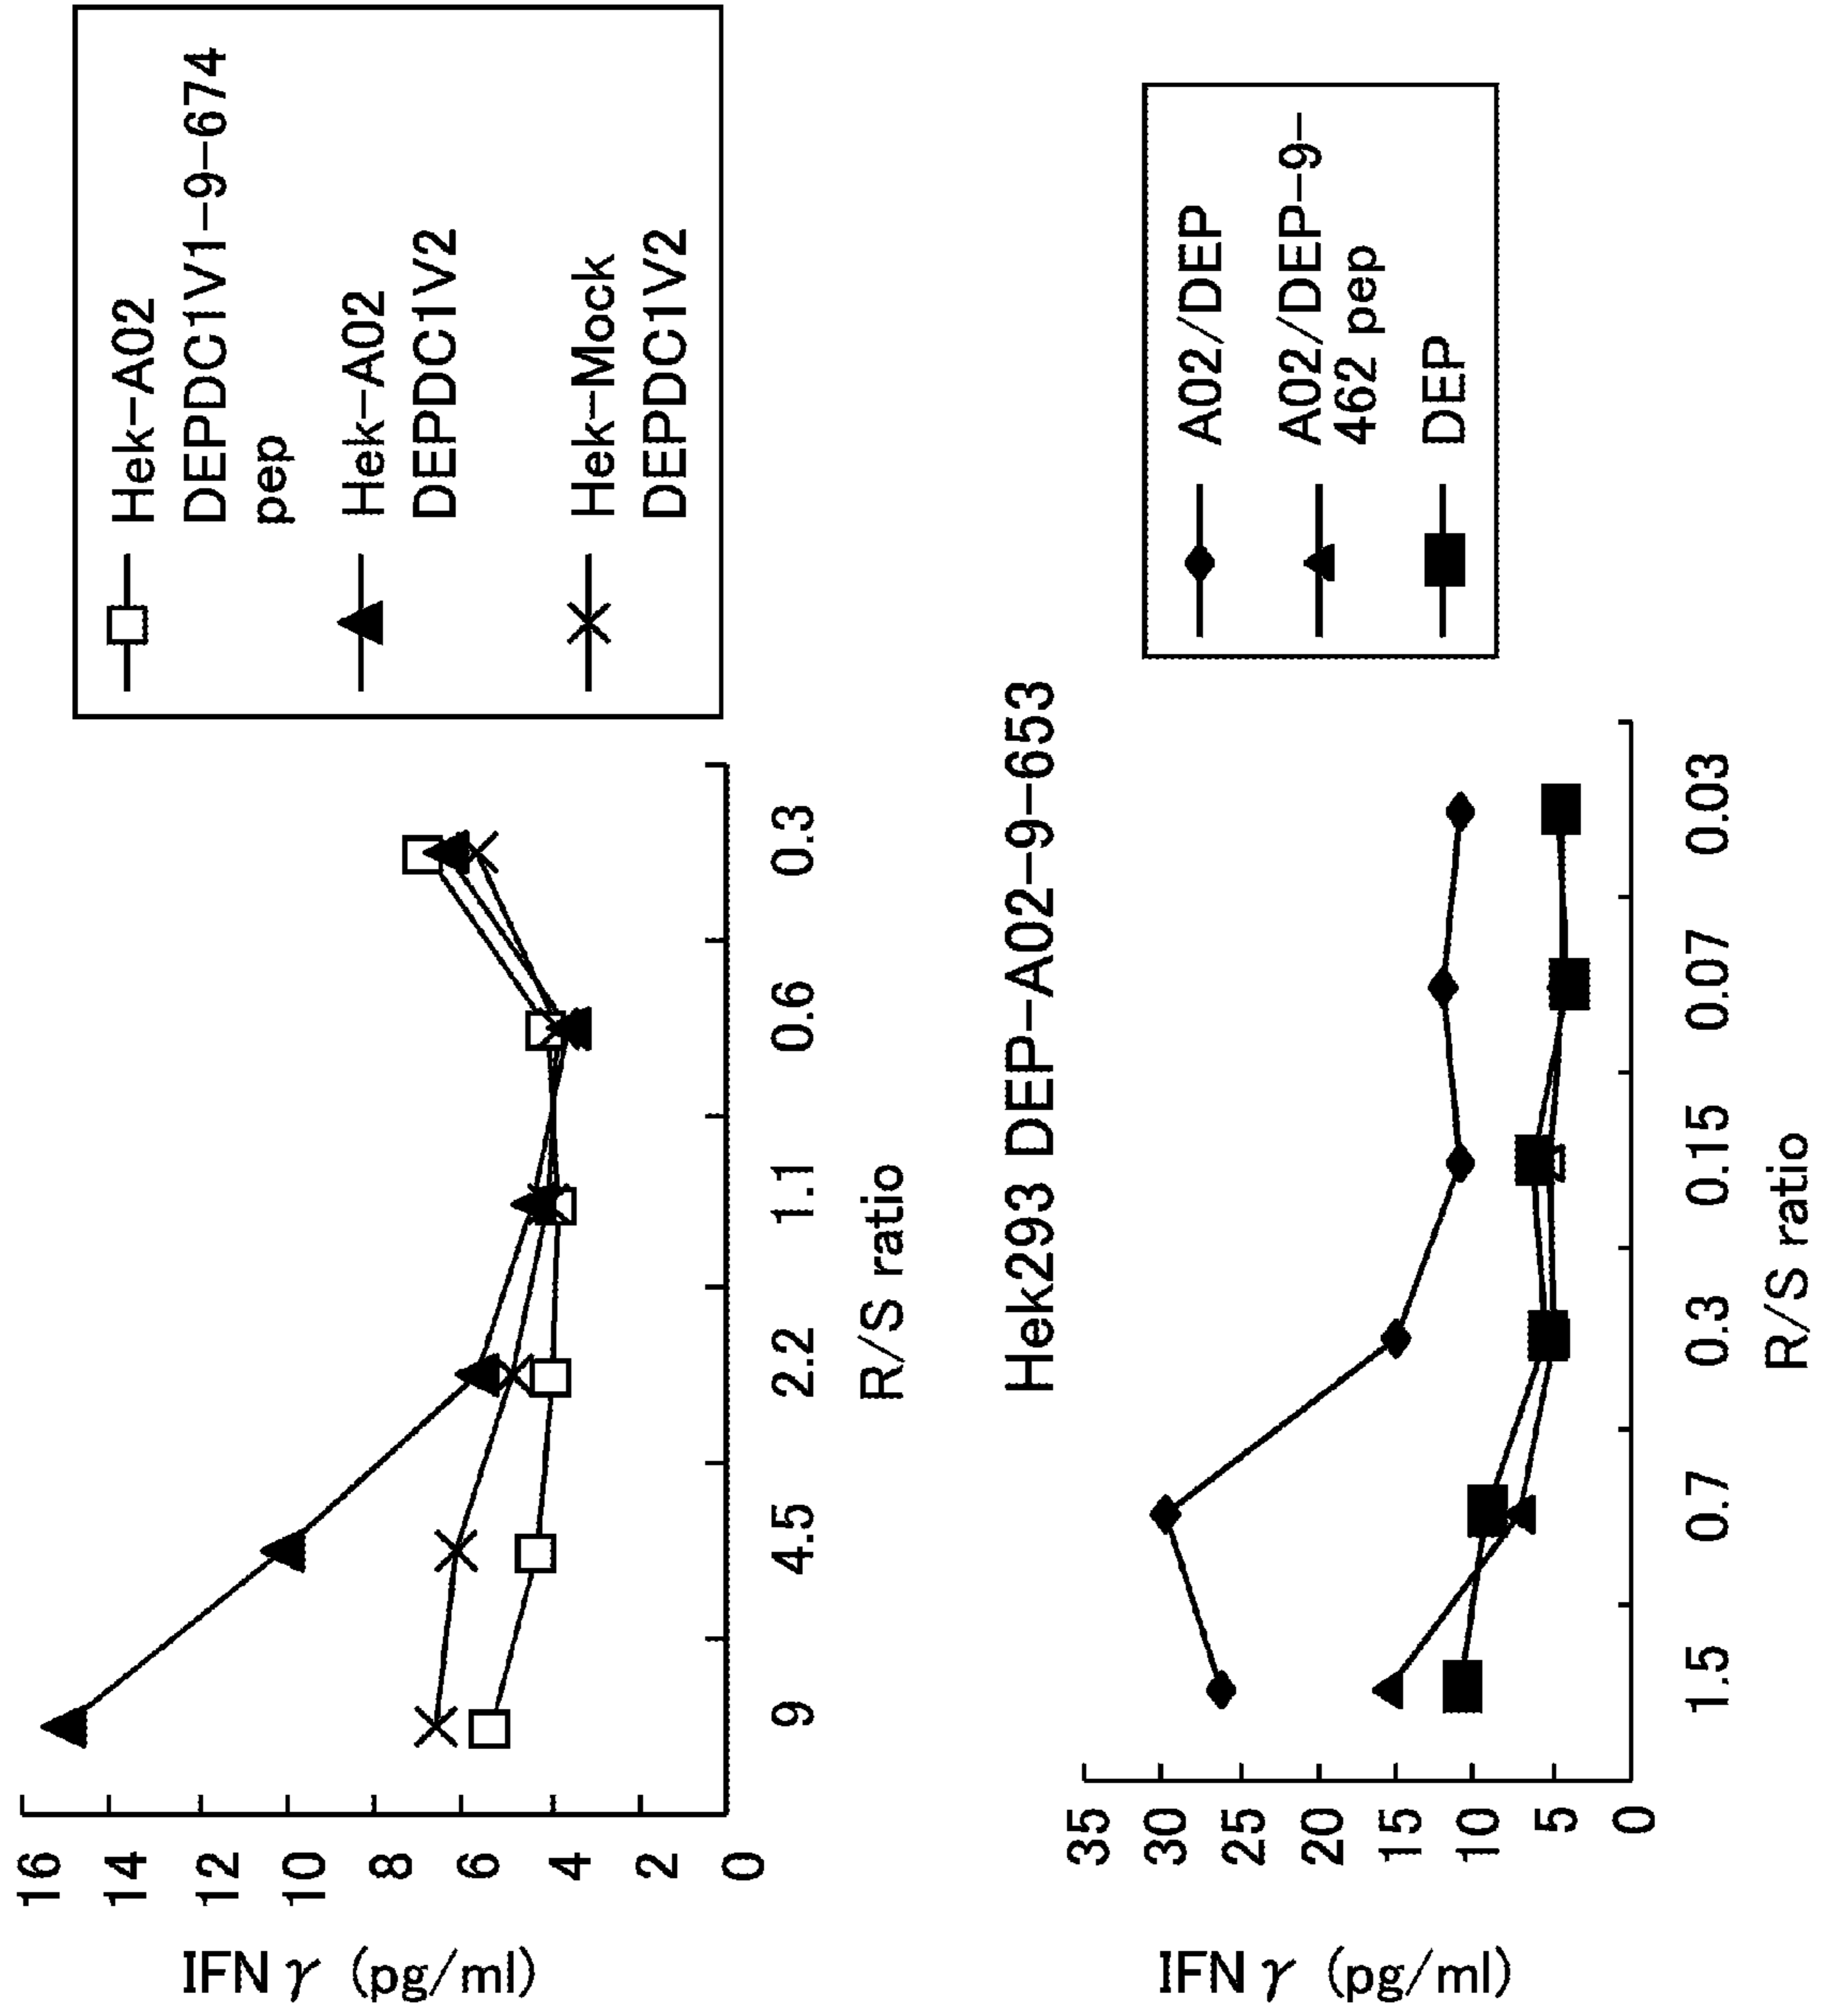 IFN γ (pg/ml)
16
14
12
10
8
6
4
2
0
9
4.5
2.2
1.1
0.6
0.3
R/S ratio
Hek-A02
DEPDC1V1-9-674
pep
Hek-A02
DEPDC1V2
Hek-Mock
DEPDC1V2
Hek293 DEP-A02-9-653
IFN γ (pg/ml)
35
30
25
20
15
10
5
0
1.5
0.7
0.3
0.15
0.07
0.03
R/S ratio
A02/DEP
A02/DEP-9-
462 pep
DEP